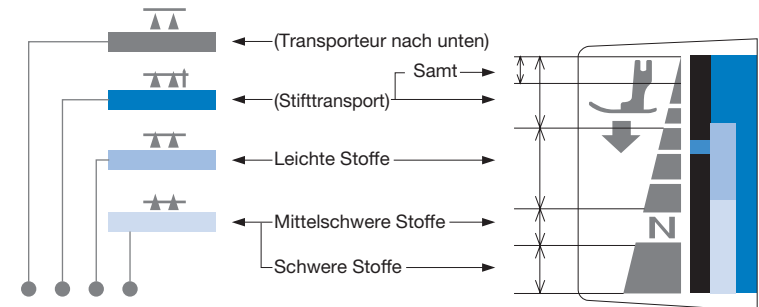 (Transporteur nach unten)
Samt
(Stifttransport)
Leichte Stoffe
Mittelschwere Stoffe
Schwere Stoffe
N